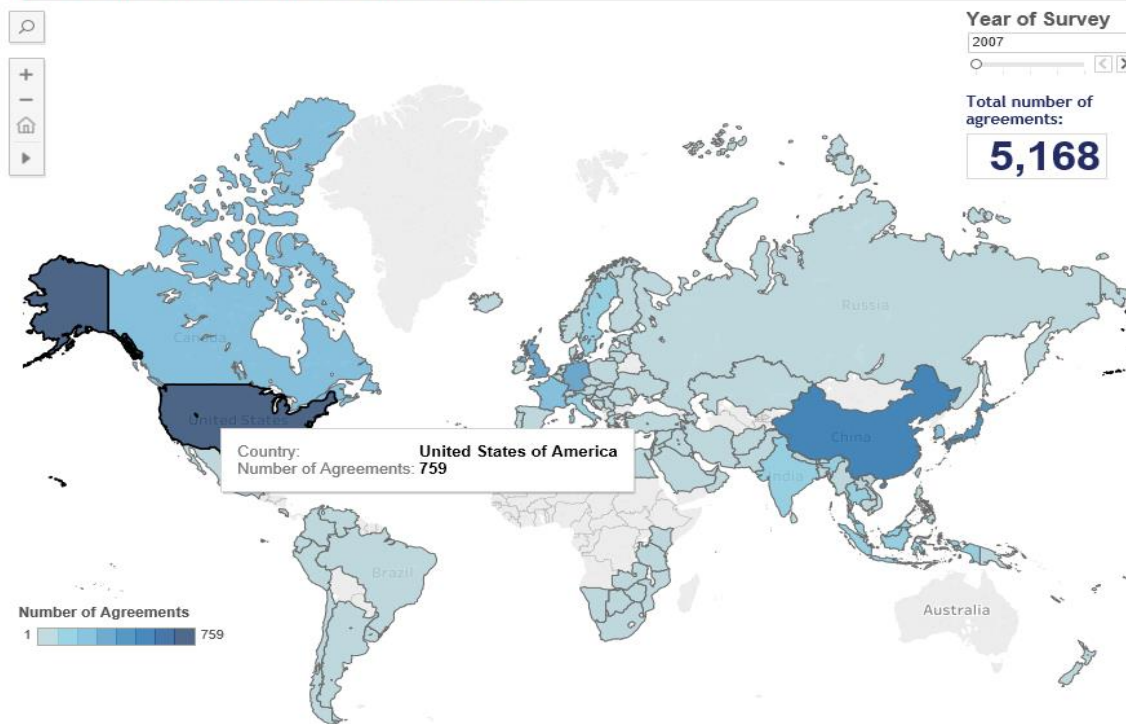 Year of Survey
2007
Total number of
agreements:
5,168
Canada
Russia
United States
China
Country: United States of America
Number of Agreements: 759
India
Brazil
Australia
Number of Agreements
1 759